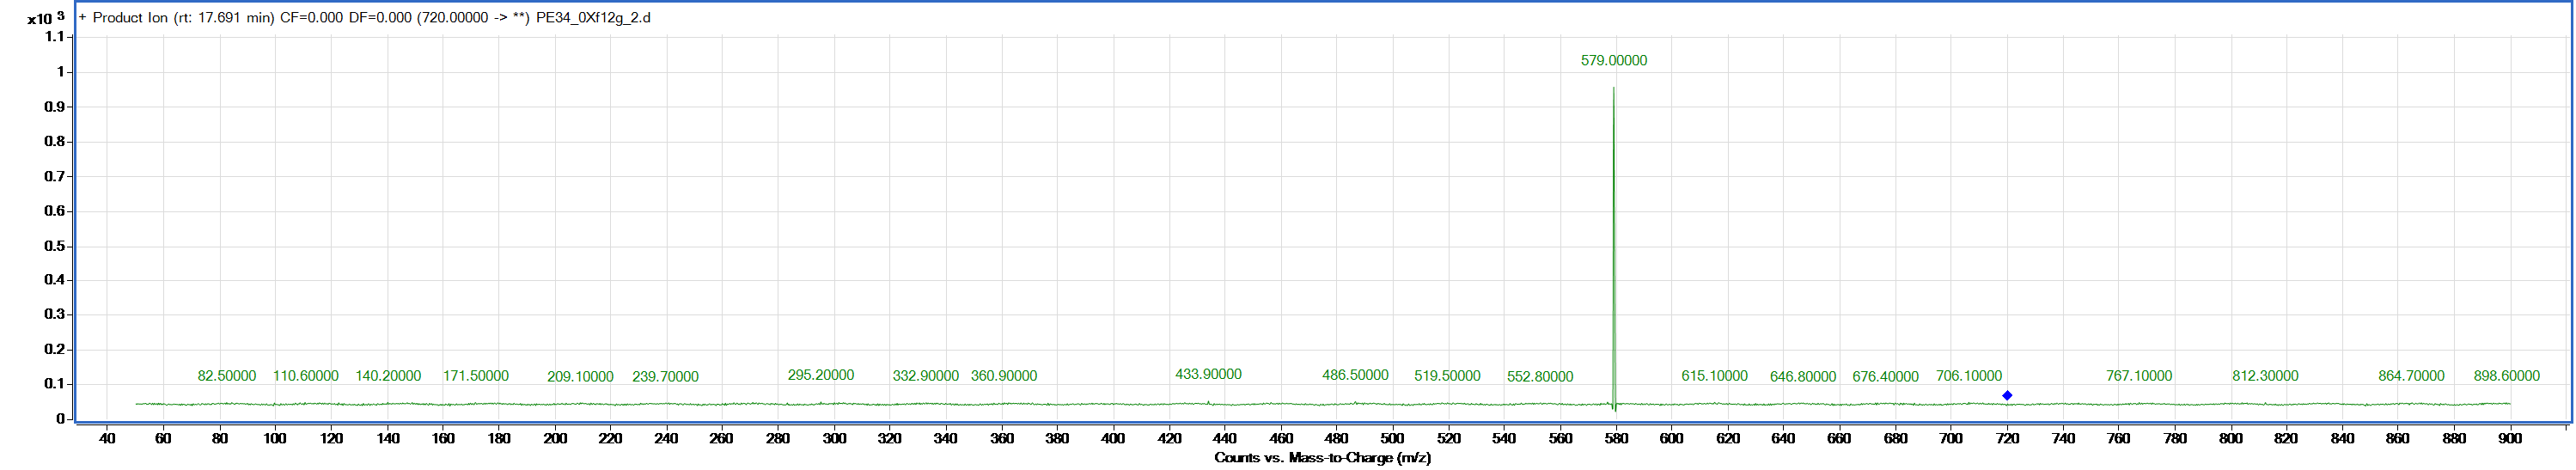 + Product Ion (rt: 17.691 min) CF=0.000 DF=0.000 (720.00000 -> **) PE34_0Xf12g_2.d
x10 3
1.1
1
0.9
0.8
0.7
0.6
0.5
0.4
0.3
0.2
0.1
0
579.00000
82.50000 110.60000 140.20000 171.50000 209.10000 239.70000 295.20000 332.90000 360.90000 433.90000 486.50000 519.50000 552.80000 615.10000 646.80000 676.40000 706.10000 767.10000 812.30000 864.70000 898.60000
40 60 80 100 120 140 160 180 200 220 240 260 280 300 320 340 360 380 400 420 440 460 480 500 520 540 560 580 600 620 640 660 680 700 720 740 760 780 800 820 840 860 880 900
Counts vs. Mass-to-Charge (m/z)